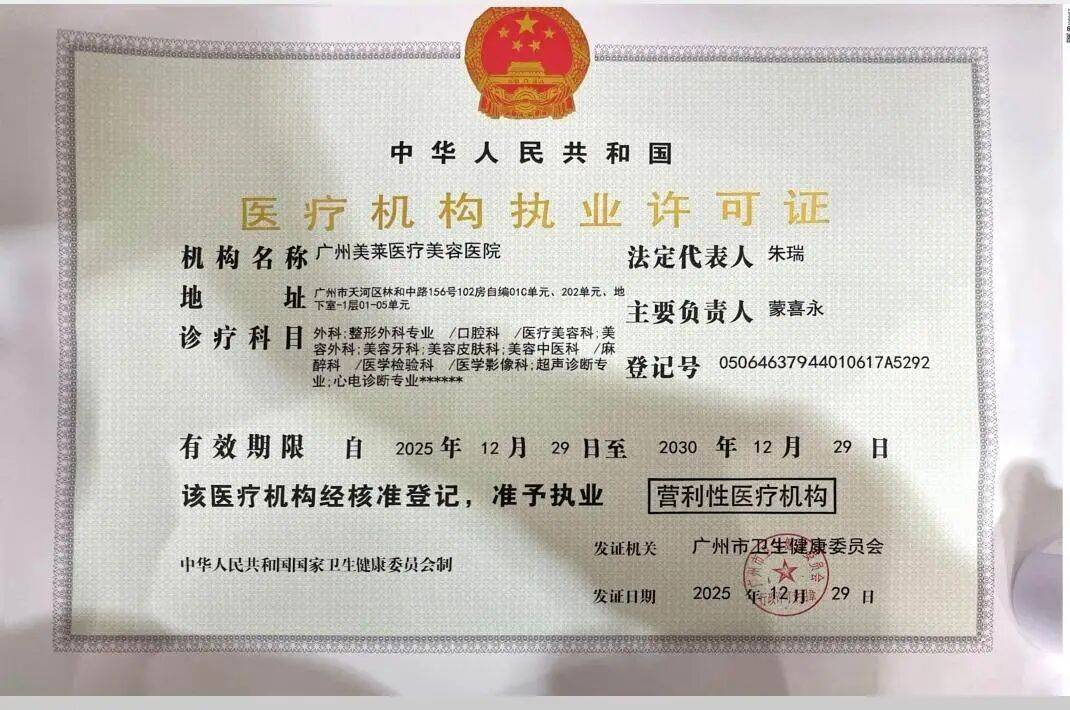 中华人民共和国
医疗机构执业许可证
机构名称 广州美莱医疗美容医院
法定代表人 朱瑞
地 址 广州市天河区林和中路156号102房自编01C单元、202单元、地
下室-1层01-05单元
主要负责人 蒙喜永
诊疗科目 外科;整形外科专业 /口腔科 /医疗美容科;美
容外科;美容牙科;美容皮肤科;美容中医科 /麻
醉科 /医学检验科 /医学影像科;超声诊断专
业;心电诊断专业******
登记号 05064637944010617A5292
有效期限 自 2025 年 12 月 29 日至 2030 年 12 月 29 日
该医疗机构经核准登记，准予执业 营利性医疗机构
发证机关 广州市卫生健康委员会
中华人民共和国国家卫生健康委员会制
发证日期 2025 年 12 月 29 日